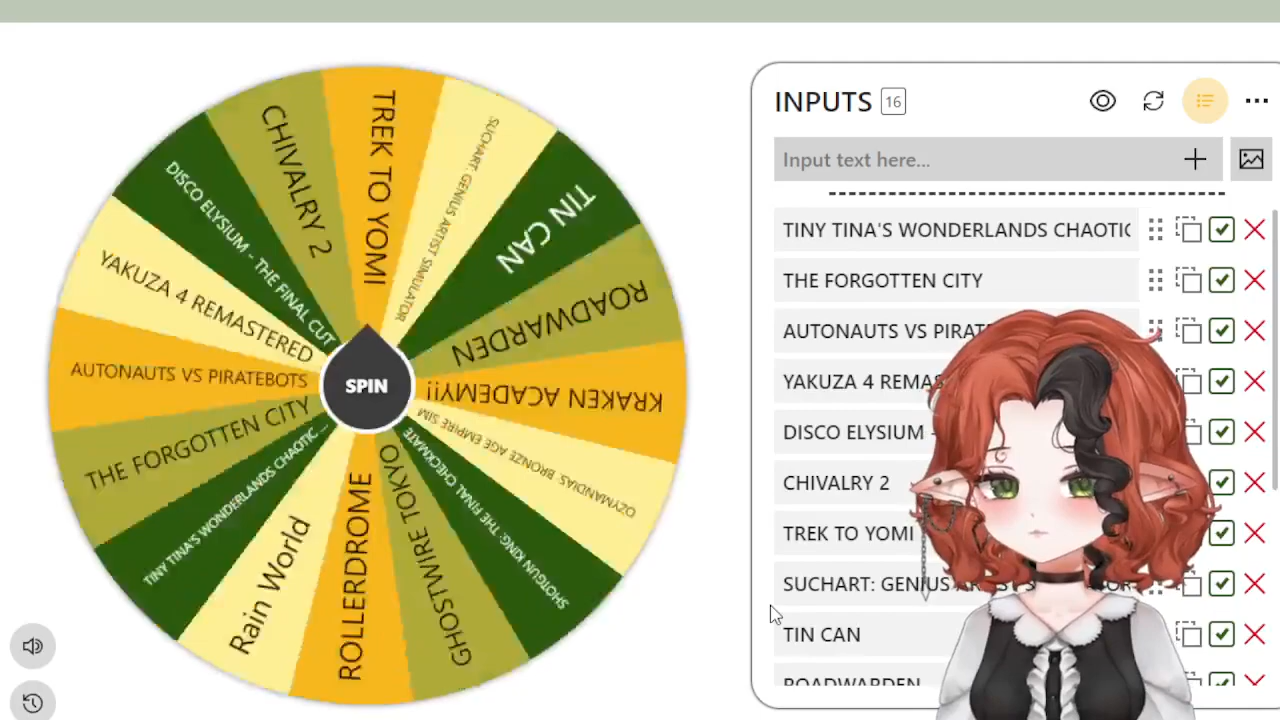 CHIVALRY 2
TREK TO YOMI
SUCHART: GENIUS ARTIST SIMULATOR
TIN CAN
ROADWARDEN
KRAKEN ACADEMY!!
OZYMANDIAS: BRONZE AGE EMPIRE SIM
SHOTGUN KING: THE FINAL CHECKMATE
GHOSTWIRE TOKYO
ROLLERDROME
Rain World
TINY TINA'S WONDERLANDS CHAOTIC ...
THE FORGOTTEN CITY
AUTONAUTS VS PIRATEBOTS
YAKUZA 4 REMASTERED
DISCO ELYSIUM - THE FINAL CUT
SPIN
INPUTS 16
Input text here...
TINY TINA'S WONDERLANDS CHAOTIC
THE FORGOTTEN CITY
AUTONAUTS VS PIRATE
YAKUZA 4 REMAS
DISCO ELYSIUM -
CHIVALRY 2
TREK TO YOMI
SUCHART: GENIUS
TIN CAN
ROADWARDEN